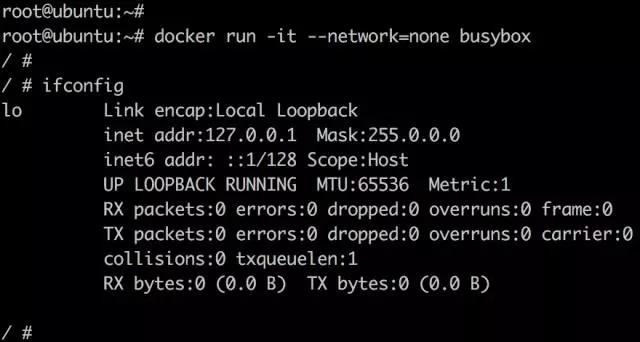 root@ubuntu:~#
root@ubuntu:~# docker run -it --network=none busybox
/ #
/ # ifconfig
lo        Link encap:Local Loopback
          inet addr:127.0.0.1  Mask:255.0.0.0
          inet6 addr: ::1/128 Scope:Host
          UP LOOPBACK RUNNING  MTU:65536  Metric:1
          RX packets:0 errors:0 dropped:0 overruns:0 frame:0
          TX packets:0 errors:0 dropped:0 overruns:0 carrier:0
          collisions:0 txqueuelen:1
          RX bytes:0 (0.0 B)  TX bytes:0 (0.0 B)

/ #